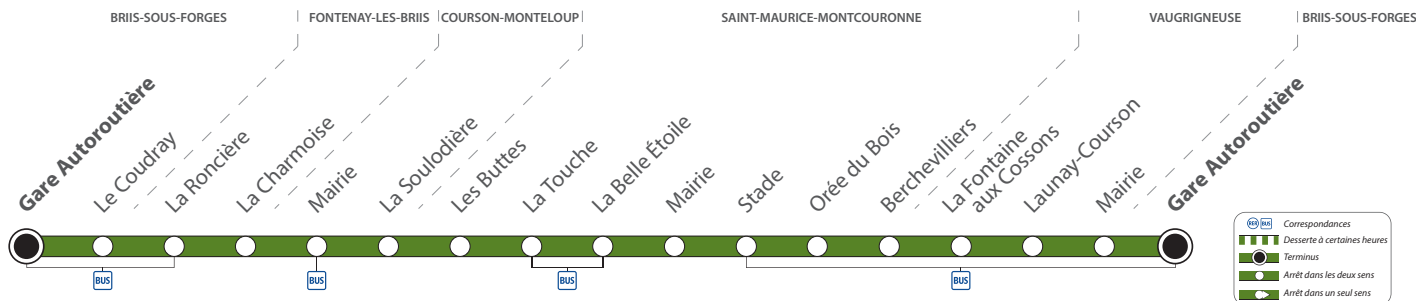 BRIIS-SOUS-FORGES
FONTENAY-LES-BRIIS
COURSON-MONTELOUP
SAINT-MAURICE-MONTCOURONNE
VAUGRIGNEUSE
BRIIS-SOUS-FORGES
Gare Autoroutière
Le Coudray
La Roncière
La Charmoise
Mairie
La Soulodière
Les Buttes
La Touche
La Belle Étoile
Mairie
Stade
Orée du Bois
Berchevilliers
La Fontaine
aux Cossons
Launay-Courson
Mairie
Gare Autoroutière
BUS
BUS
BUS
BUS
RER BUS Correspondances
Desserte à certaines heures
Terminus
Arrêt dans les deux sens
Arrêt dans un seul sens